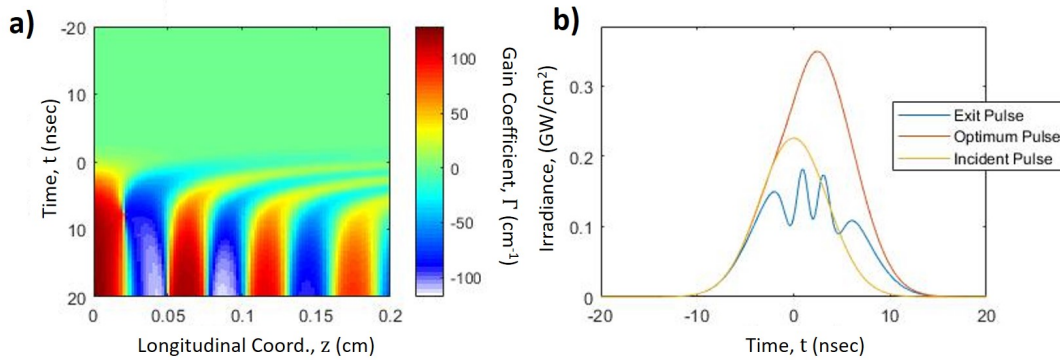 a)
-20
-10
0
10
20
Time, t (nsec)
0
0.05
0.1
0.15
0.2
Longitudinal Coord., z (cm)
100
50
0
-50
-100
Gain Coefficient, Γ (cm-1)
b)
0.3
0.2
0.1
0
Irradiance, (GW/cm2)
-20
-10
0
10
20
Time, t (nsec)
Exit Pulse
Optimum Pulse
Incident Pulse